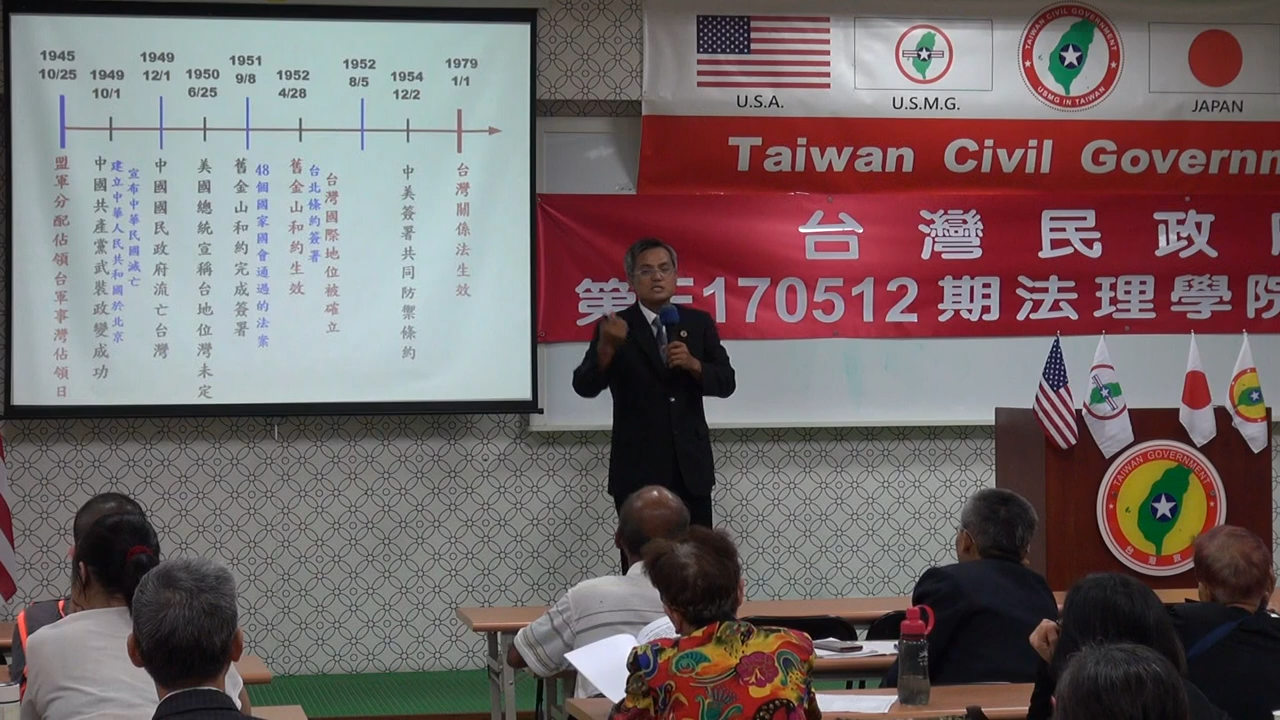 1945
10/25
1949
10/1
1949
12/1
1950
6/25
1951
9/8
1952
4/28
1952
8/5
1954
12/2
1979
1/1
盟軍分配佔領台軍事灣佔領日
中國共產黨武裝政變成功
建立中華人民共和國於北京
宣布中華民國滅亡
中國國民政府流亡台灣
美國總統宣稱台地位灣未定
舊金山和約完成簽署
48個國家國會通過的法案
舊金山和約生效
台北條約簽署
台灣國際地位被確立
中美簽署共同防禦條約
台灣關係法生效
U.S.A.
U.S.M.G.
TAIWAN CIVIL GOVERNMENT
USMG IN TAIWAN
JAPAN
Taiwan Civil Governm
台灣民政
170512期法理學院
TAIWAN GOVERNMENT